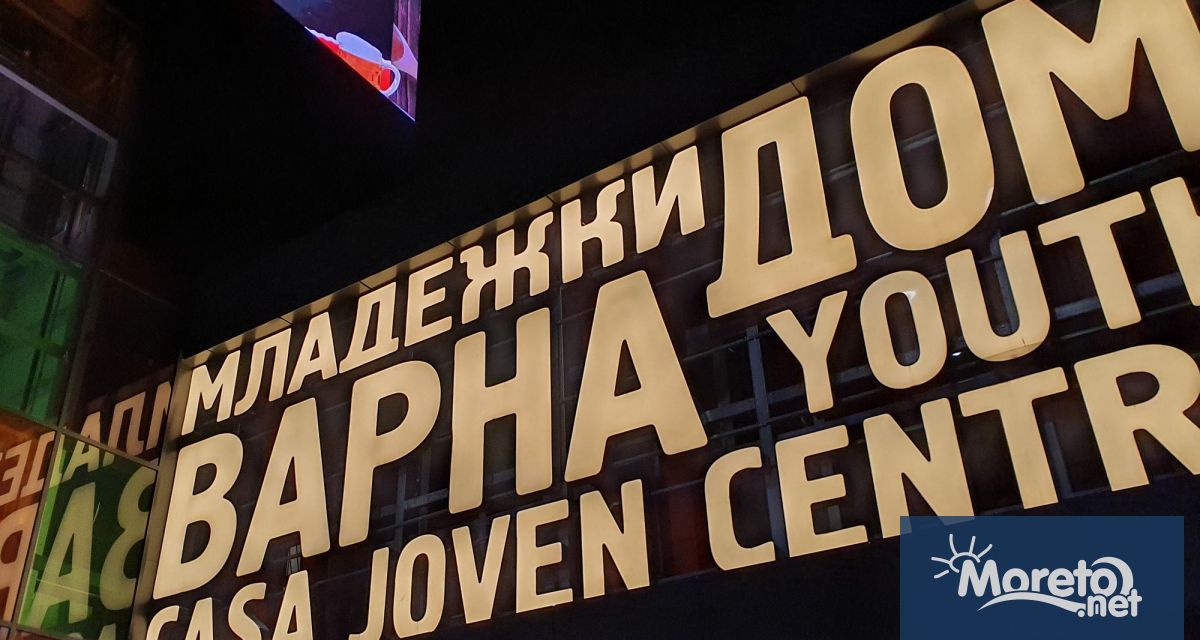 МЛАДЕЖКИ ДОМ
ВАРНА YOUTH
CASA JOVEN CENTR
Moreto
.net